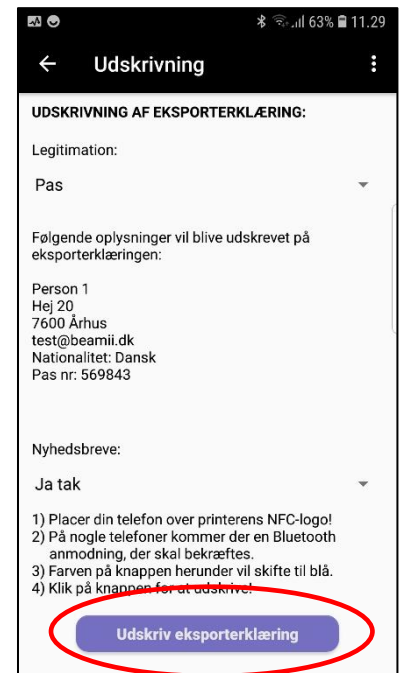 63% 11.29
Udskrivning
UDSKRIVNING AF EKSPORTERKLÆRING:
Legitimation:
Pas
Følgende oplysninger vil blive udskrevet på
eksporterklæringen:
Person 1
Hej 20
7600 Århus
test@beamii.dk
Nationalitet: Dansk
Pas nr: 569843
Nyhedsbreve:
Ja tak
1) Placer din telefon over printerens NFC-logo!
2) På nogle telefoner kommer der en Bluetooth
anmodning, der skal bekræftes.
3) Farven på knappen herunder vil skifte til blå.
4) Klik på knappen for at udskrive!
Udskriv eksporterklæring